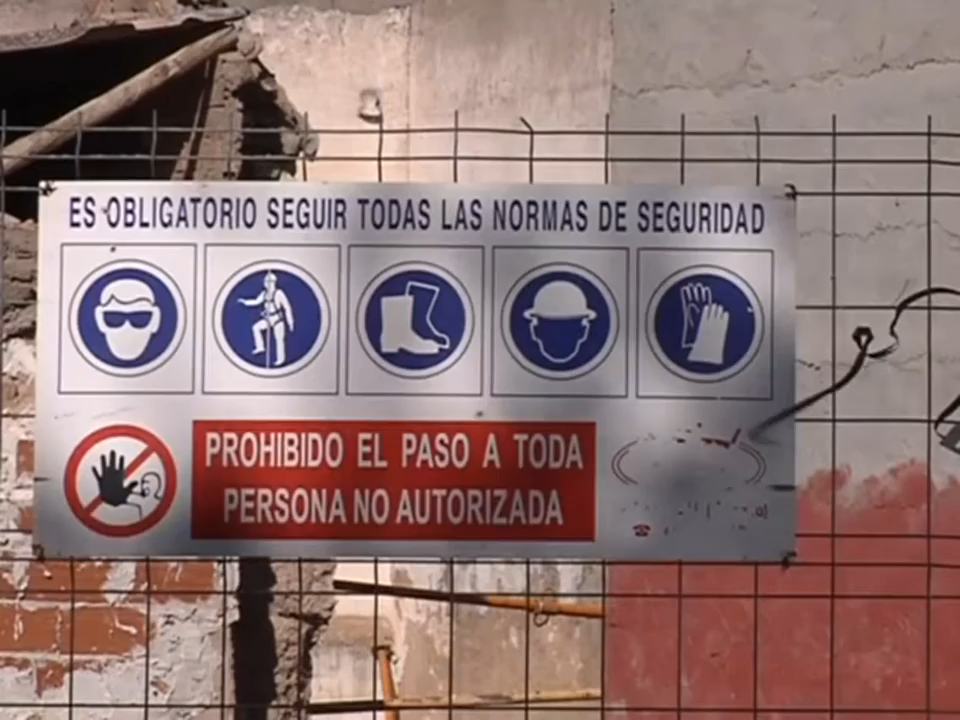 ES OBLIGATORIO SEGUIR TODAS LAS NORMAS DE SEGURIDAD
PROHIBIDO EL PASO A TODA
PERSONA NO AUTORIZADA